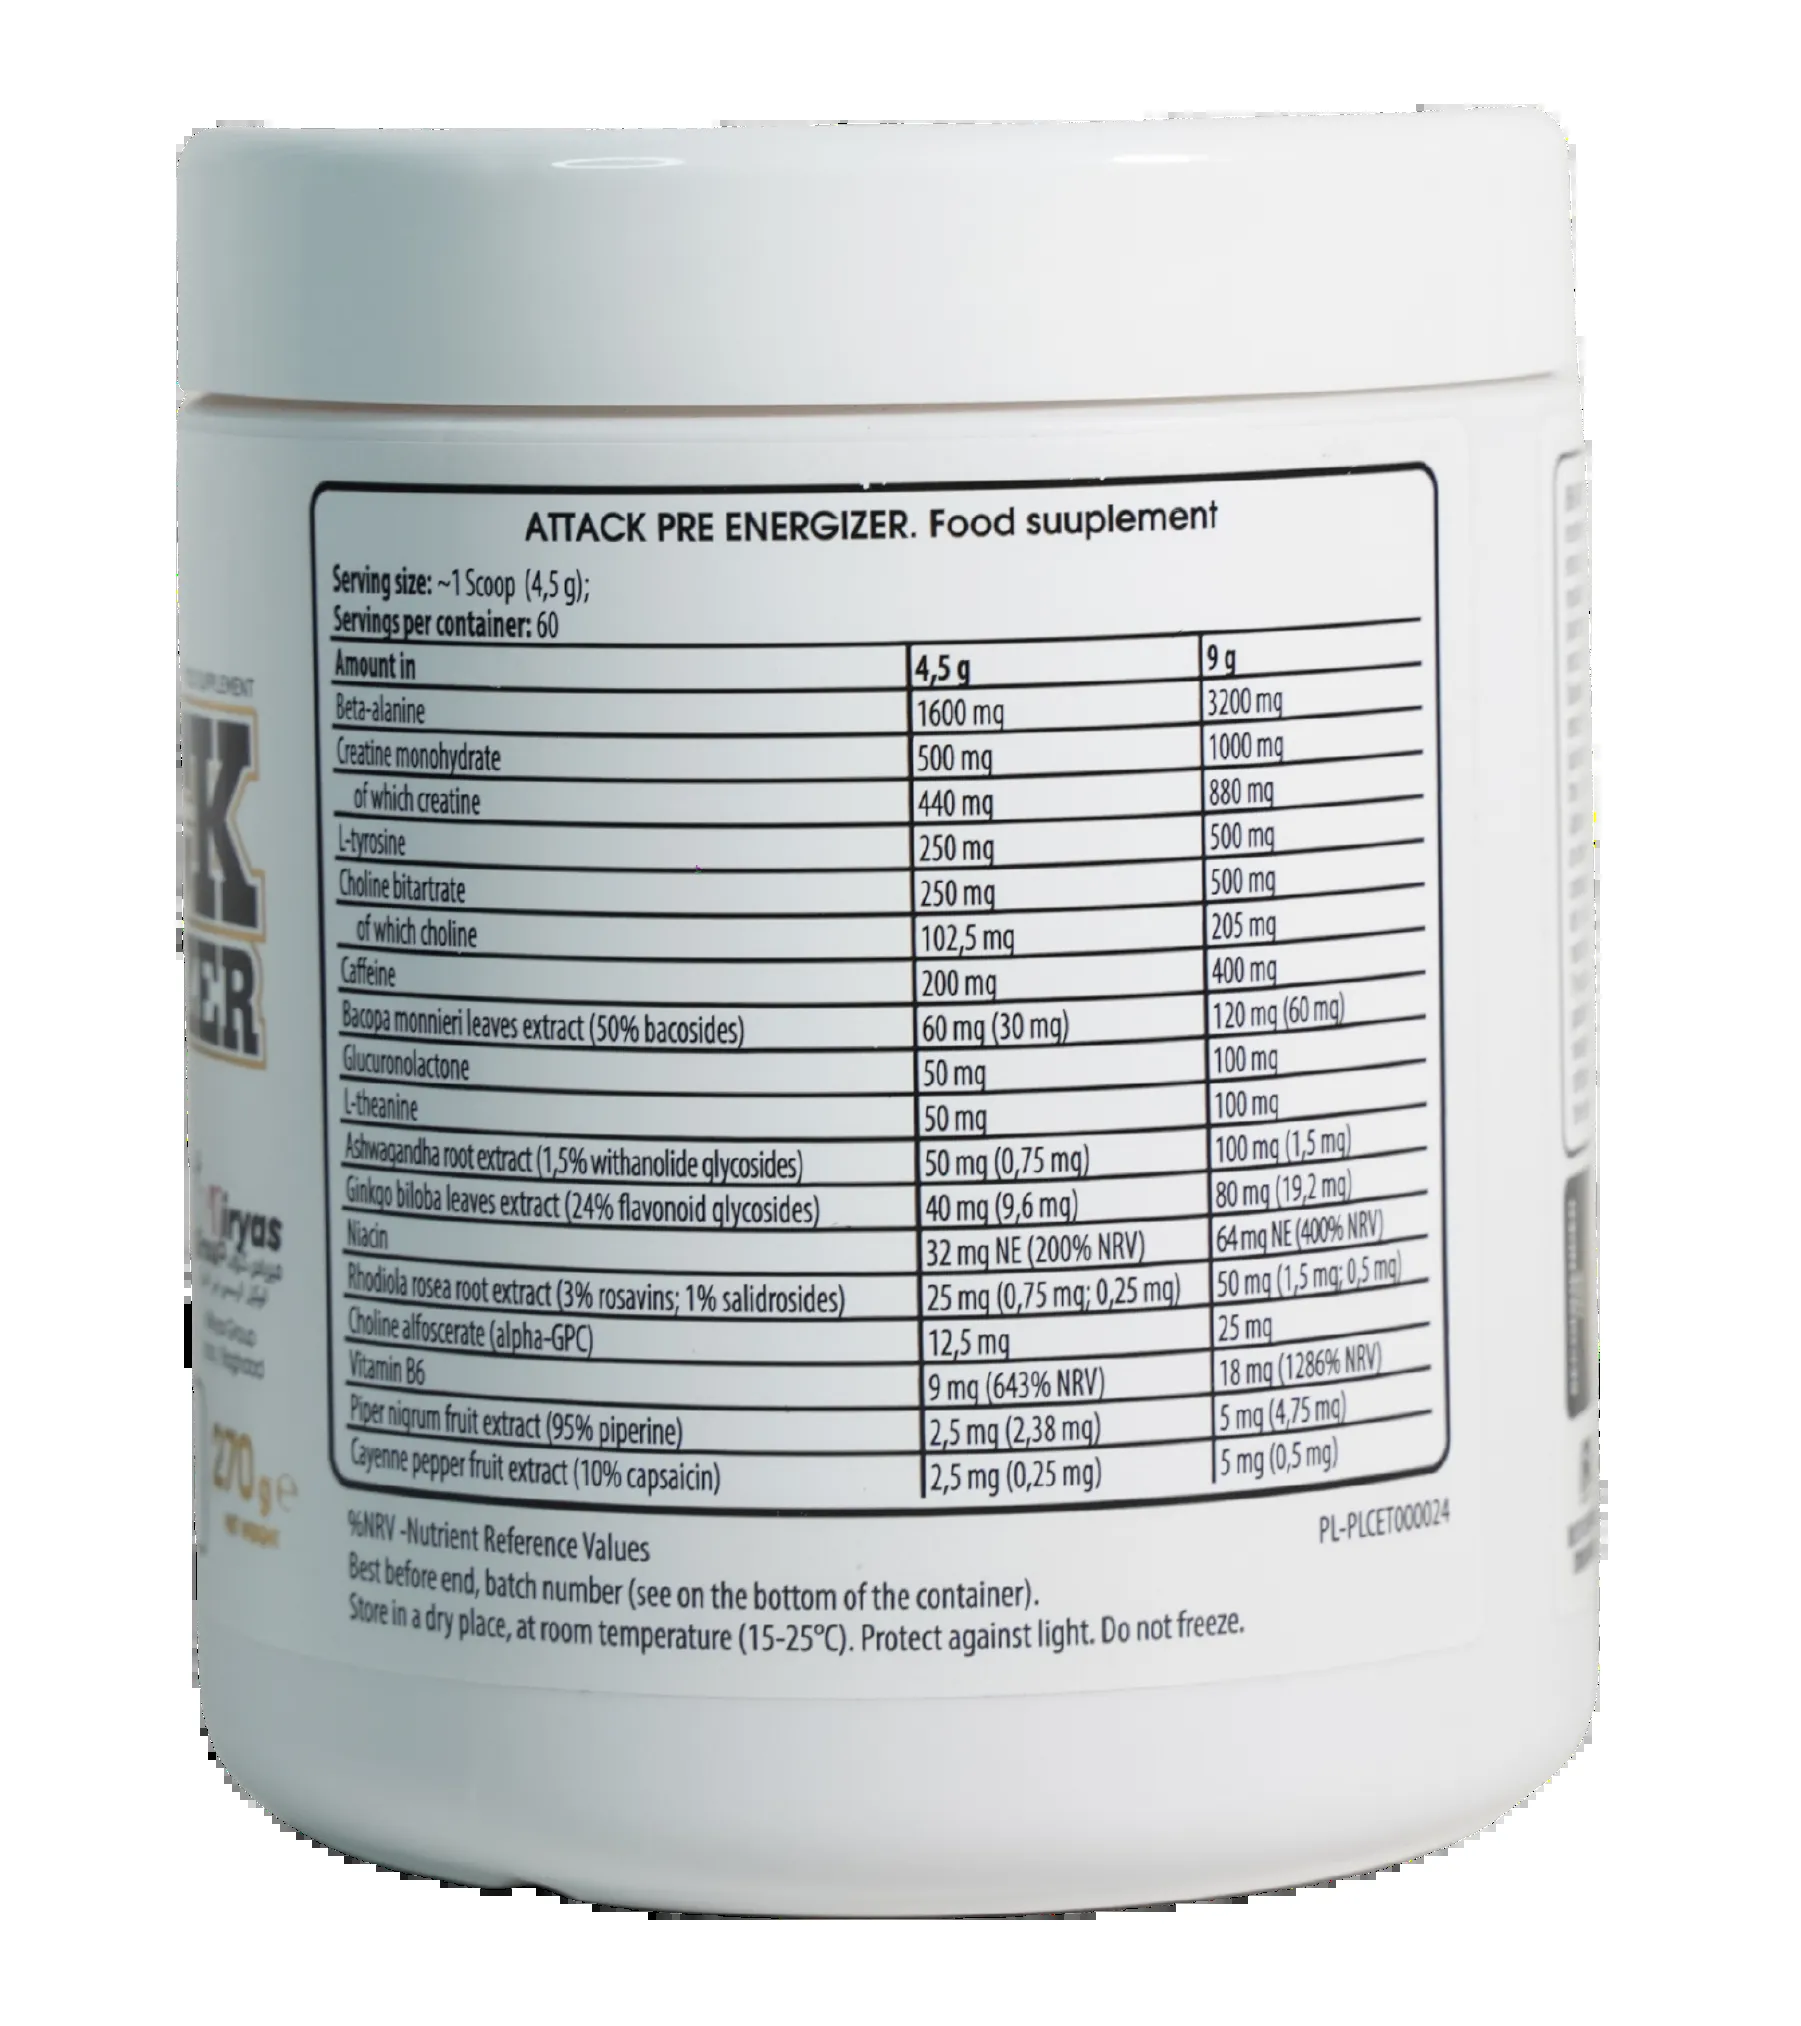 ATTACK PRE ENERGIZER. Food suuplement
Serving size: ~1 Scoop (4,5 g);
Servings per container: 60
Amount in 4,5 g 9 g
Beta-alanine 1600 mg 3200 mg
Creatine monohydrate 500 mg 1000 mg
of which creatine 440 mg 880 mg
L-tyrosine 250 mg 500 mg
Choline bitartrate 250 mg 500 mg
of which choline 102,5 mg 205 mg
Caffeine 200 mg 400 mg
Bacopa monnieri leaves extract (50% bacosides) 60 mg (30 mg) 120 mg (60 mg)
Glucuronolactone 50 mg 100 mg
L-theanine 50 mg 100 mg
Ashwagandha root extract (1,5% withanolide glycosides) 50 mg (0,75 mg) 100 mg (1,5 mg)
Ginkgo biloba leaves extract (24% flavonoid glycosides) 40 mg (9,6 mg) 80 mg (19,2 mg)
Niacin 32 mg NE (200% NRV) 64 mg NE (400% NRV)
Rhodiola rosea root extract (3% rosavins; 1% salidrosides) 25 mg (0,75 mg; 0,25 mg) 50 mg (1,5 mg; 0,5 mg)
Choline alfoscerate (alpha-GPC) 12,5 mg 25 mg
Vitamin B6 9 mg (643% NRV) 18 mg (1286% NRV)
Piper nigrum fruit extract (95% piperine) 2,5 mg (2,38 mg) 5 mg (4,75 mg)
Cayenne pepper fruit extract (10% capsaicin) 2,5 mg (0,25 mg) 5 mg (0,5 mg)
%NRV -Nutrient Reference Values
PL-PLCET000024
Best before end, batch number (see on the bottom of the container).
Store in a dry place, at room temperature (15-25°C). Protect against light. Do not freeze.
K
ER
270 g e
NET WEIGHT